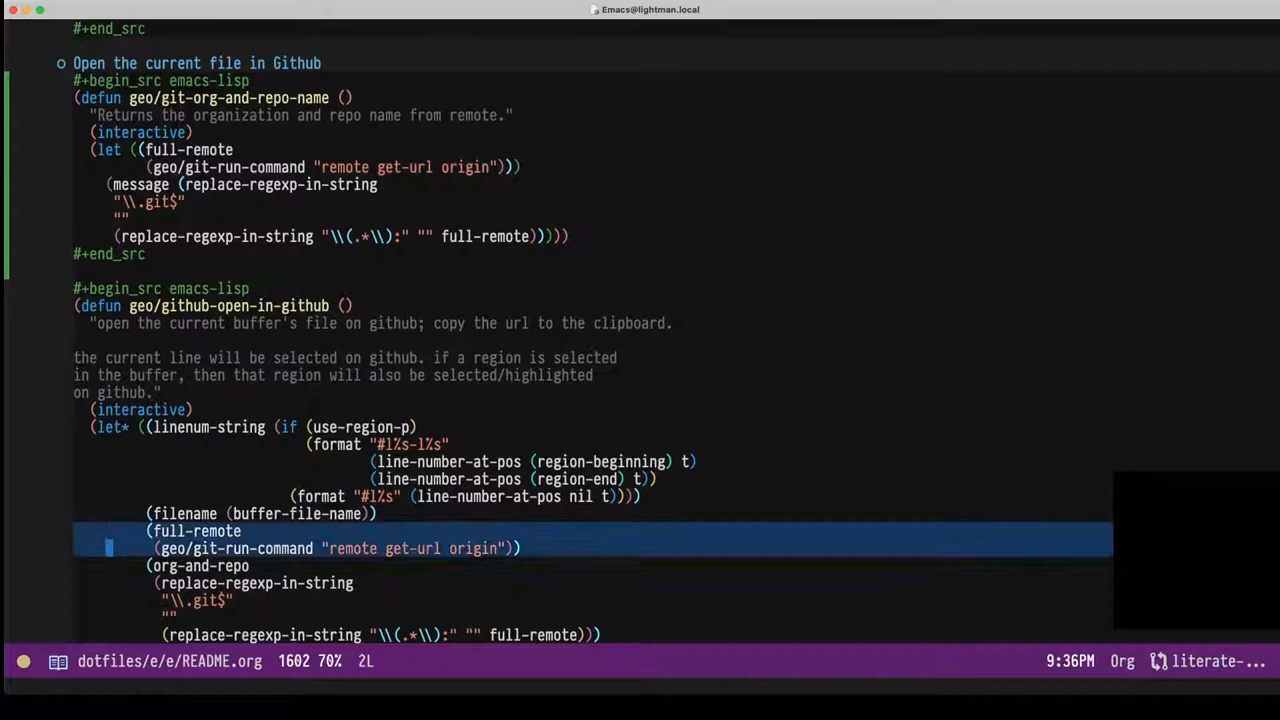 Emacs@lightman.local
#+end_src
Open the current file in Github
#+begin_src emacs-lisp
(defun geo/git-org-and-repo-name ()
"Returns the organization and repo name from remote."
(interactive)
(let ((full-remote
(geo/git-run-command "remote get-url origin")))
(message (replace-regexp-in-string
"\\.git$"
""
(replace-regexp-in-string "\\(.*\\):" "" full-remote)))))
#+end_src
#+begin_src emacs-lisp
(defun geo/github-open-in-github ()
"open the current buffer's file on github; copy the url to the clipboard.
the current line will be selected on github. if a region is selected
in the buffer, then that region will also be selected/highlighted
on github."
(interactive)
(let* ((linenum-string (if (use-region-p)
(format "#l%s-l%s"
(line-number-at-pos (region-beginning) t)
(line-number-at-pos (region-end) t))
(format "#l%s" (line-number-at-pos nil t))))
(filename (buffer-file-name))
(full-remote
(geo/git-run-command "remote get-url origin"))
(org-and-repo
(replace-regexp-in-string
"\\.git$"
""
(replace-regexp-in-string "\\(.*\\):" "" full-remote)))
dotfiles/e/e/README.org 1602 70% 2L 9:36PM Org literate-...